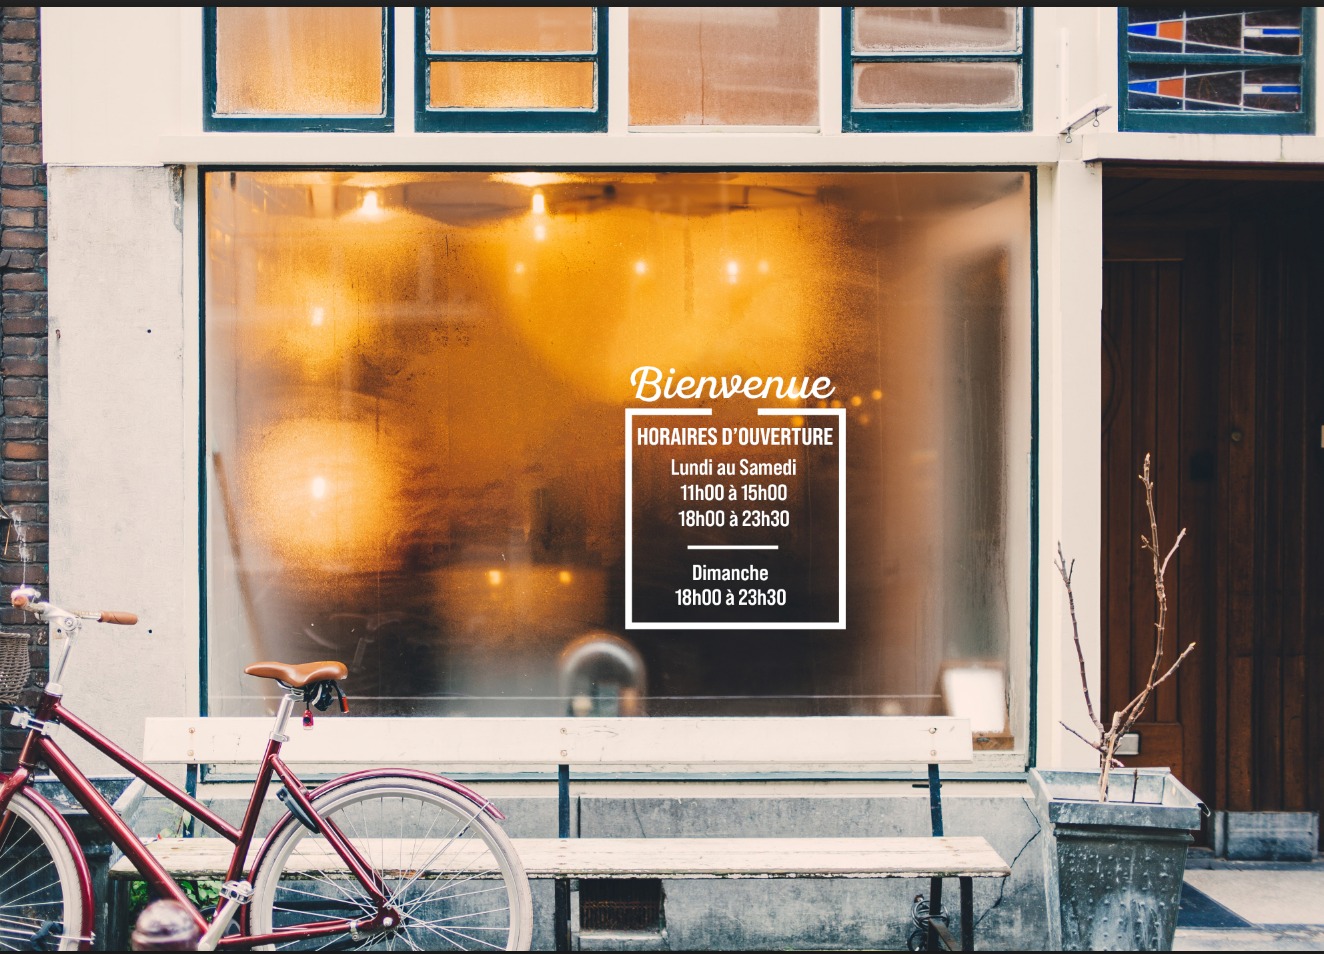 Bienvenue
HORAIRES D'OUVERTURE
Lundi au Samedi
11h00 à 15h00
18h00 à 23h30
Dimanche
18h00 à 23h30